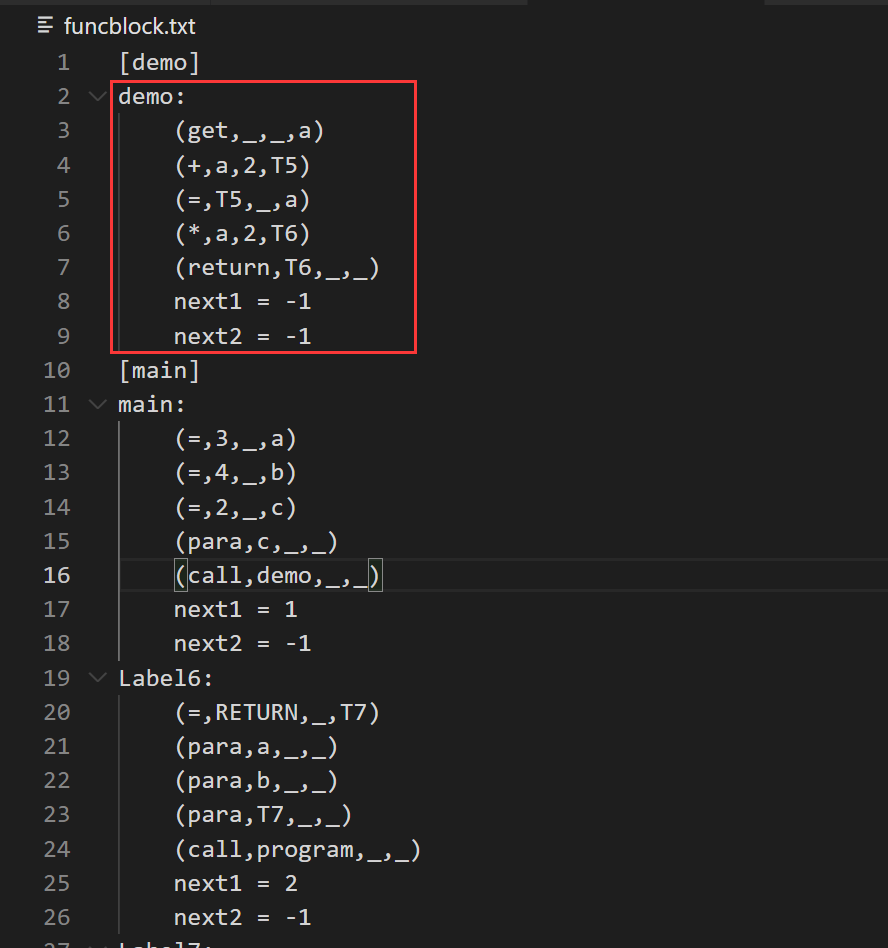 funcblock.txt
1 [demo]
2 demo:
3 (get,_,_,a)
4 (+,a,2,T5)
5 (=,T5,_,a)
6 (*,a,2,T6)
7 (return,T6,_,_)
8 next1 = -1
9 next2 = -1
10 [main]
11 main:
12 (=,3,_,a)
13 (=,4,_,b)
14 (=,2,_,c)
15 (para,c,_,_)
16 (call,demo,_,_)
17 next1 = 1
18 next2 = -1
19 Label6:
20 (=,RETURN,_,T7)
21 (para,a,_,_)
22 (para,b,_,_)
23 (para,T7,_,_)
24 (call,program,_,_)
25 next1 = 2
26 next2 = -1
27 Label7: